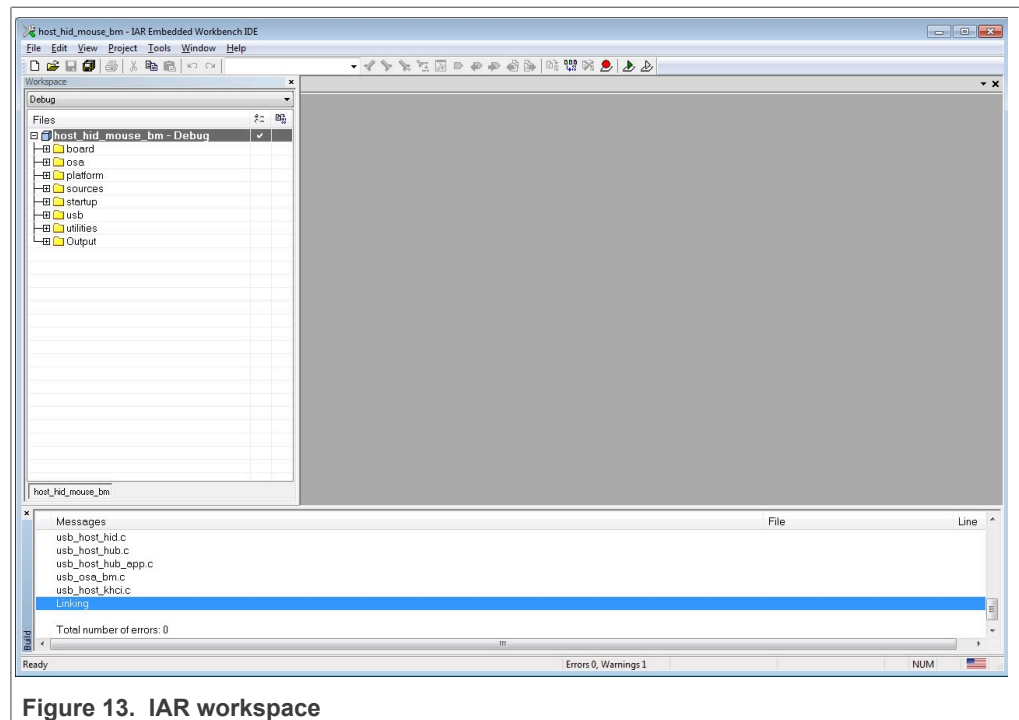 host_hid_mouse_bm - IAR Embedded Workbench IDE
File Edit View Project Tools Window Help
Workspace
Debug
Files
host_hid_mouse_bm - Debug
board
osa
platform
sources
startup
usb
utilities
Output
host_hid_mouse_bm
Messages File Line
usb_host_hid.c
usb_host_hub.c
usb_host_hub_app.c
usb_osa_bm.c
usb_host_khci.c
Linking
Total number of errors: 0
Build
Ready Errors 0, Warnings 1 NUM
Figure 13. IAR workspace